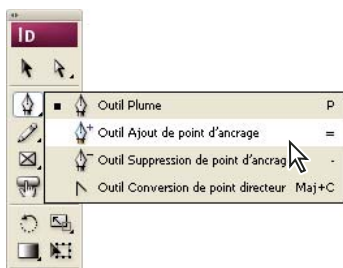 ID
Outil Plume P
Outil Ajout de point d'ancrage =
Outil Suppression de point d'ancrag -
Outil Conversion de point directeur Maj+C